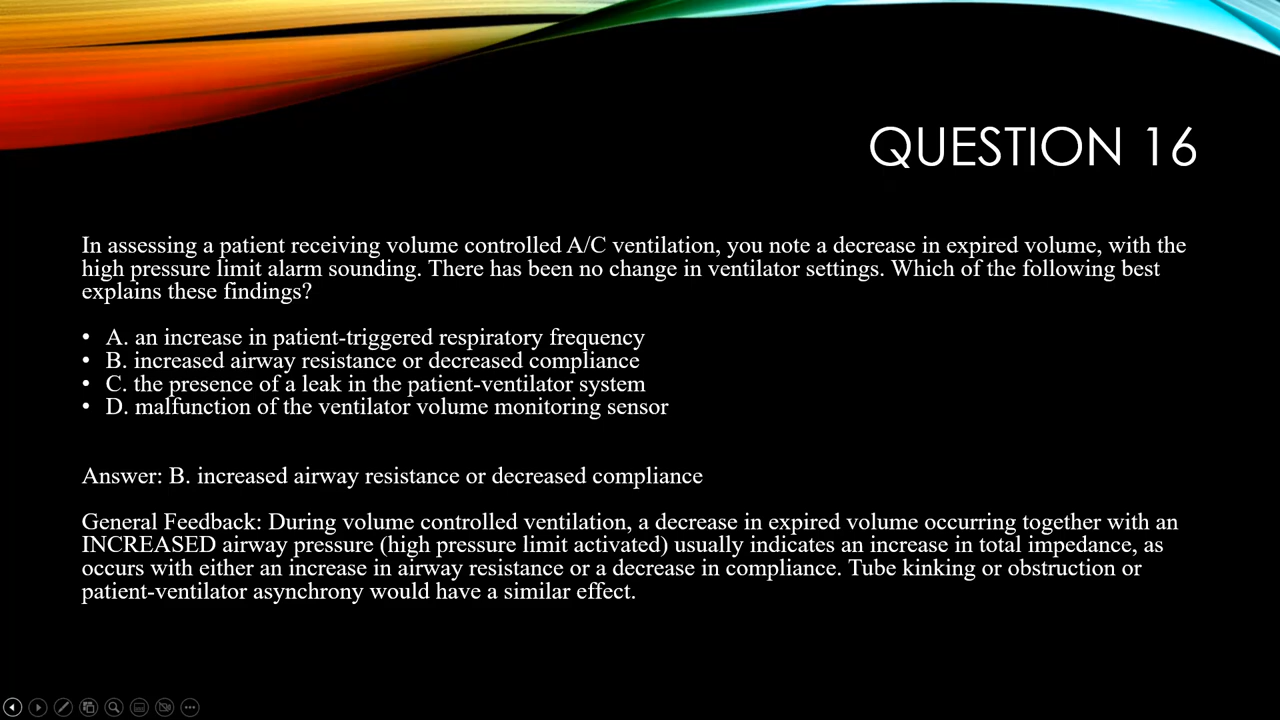 QUESTION 16
In assessing a patient receiving volume controlled A/C ventilation, you note a decrease in expired volume, with the
high pressure limit alarm sounding. There has been no change in ventilator settings. Which of the following best
explains these findings?
• A. an increase in patient-triggered respiratory frequency
• B. increased airway resistance or decreased compliance
• C. the presence of a leak in the patient-ventilator system
• D. malfunction of the ventilator volume monitoring sensor
Answer: B. increased airway resistance or decreased compliance
General Feedback: During volume controlled ventilation, a decrease in expired volume occurring together with an
INCREASED airway pressure (high pressure limit activated) usually indicates an increase in total impedance, as
occurs with either an increase in airway resistance or a decrease in compliance. Tube kinking or obstruction or
patient-ventilator asynchrony would have a similar effect.